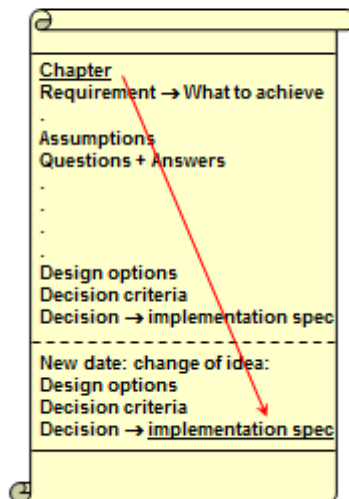 Chapter
Requirement → What to achieve
.
Assumptions
Questions + Answers
.
.
.
.
Design options
Decision criteria
Decision → implementation spec
New date: change of idea:
Design options
Decision criteria
Decision → implementation spec